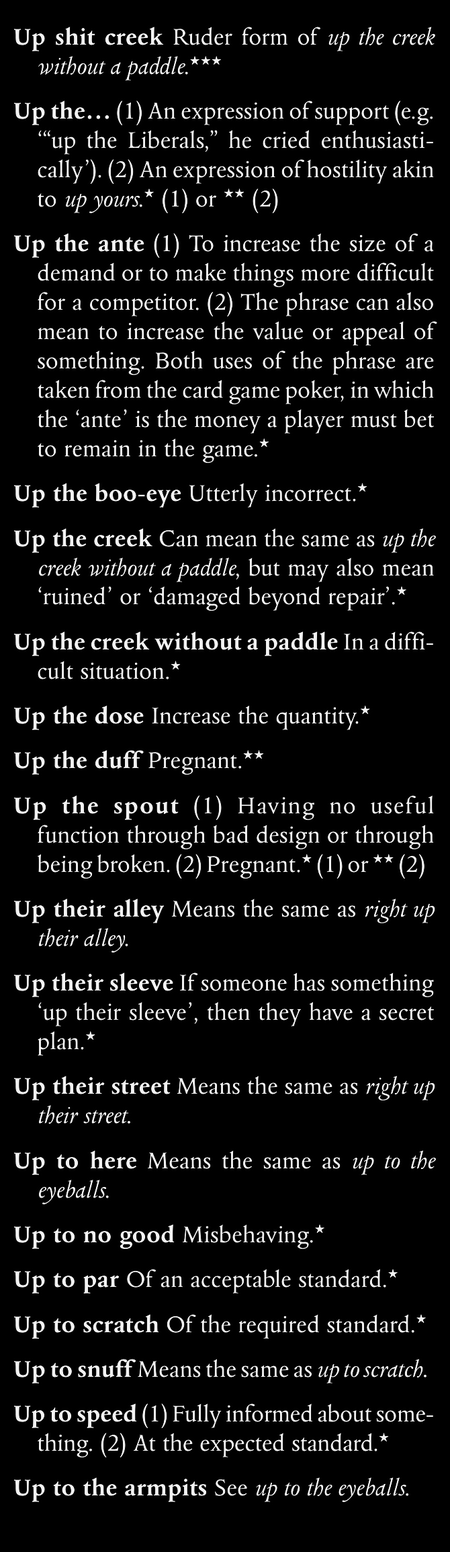 Up shit creek Ruder form of up the creek
without a paddle.★★★
Up the… (1) An expression of support (e.g.
‘“up the Liberals,” he cried enthusiasti-
cally’). (2) An expression of hostility akin
to up yours.★ (1) or ★★ (2)
Up the ante (1) To increase the size of a
demand or to make things more difficult
for a competitor. (2) The phrase can also
mean to increase the value or appeal of
something. Both uses of the phrase are
taken from the card game poker, in which
the ‘ante’ is the money a player must bet
to remain in the game.★
Up the boo-eye Utterly incorrect.★
Up the creek Can mean the same as up the
creek without a paddle, but may also mean
‘ruined’ or ‘damaged beyond repair’.★
Up the creek without a paddle In a diffi-
cult situation.★
Up the dose Increase the quantity.★
Up the duff Pregnant.★★
Up the spout (1) Having no useful
function through bad design or through
being broken. (2) Pregnant.★ (1) or ★★ (2)
Up their alley Means the same as right up
their alley.
Up their sleeve If someone has something
‘up their sleeve’, then they have a secret
plan.★
Up their street Means the same as right up
their street.
Up to here Means the same as up to the
eyeballs.
Up to no good Misbehaving.★
Up to par Of an acceptable standard.★
Up to scratch Of the required standard.★
Up to snuff Means the same as up to scratch.
Up to speed (1) Fully informed about some-
thing. (2) At the expected standard.★
Up to the armpits See up to the eyeballs.